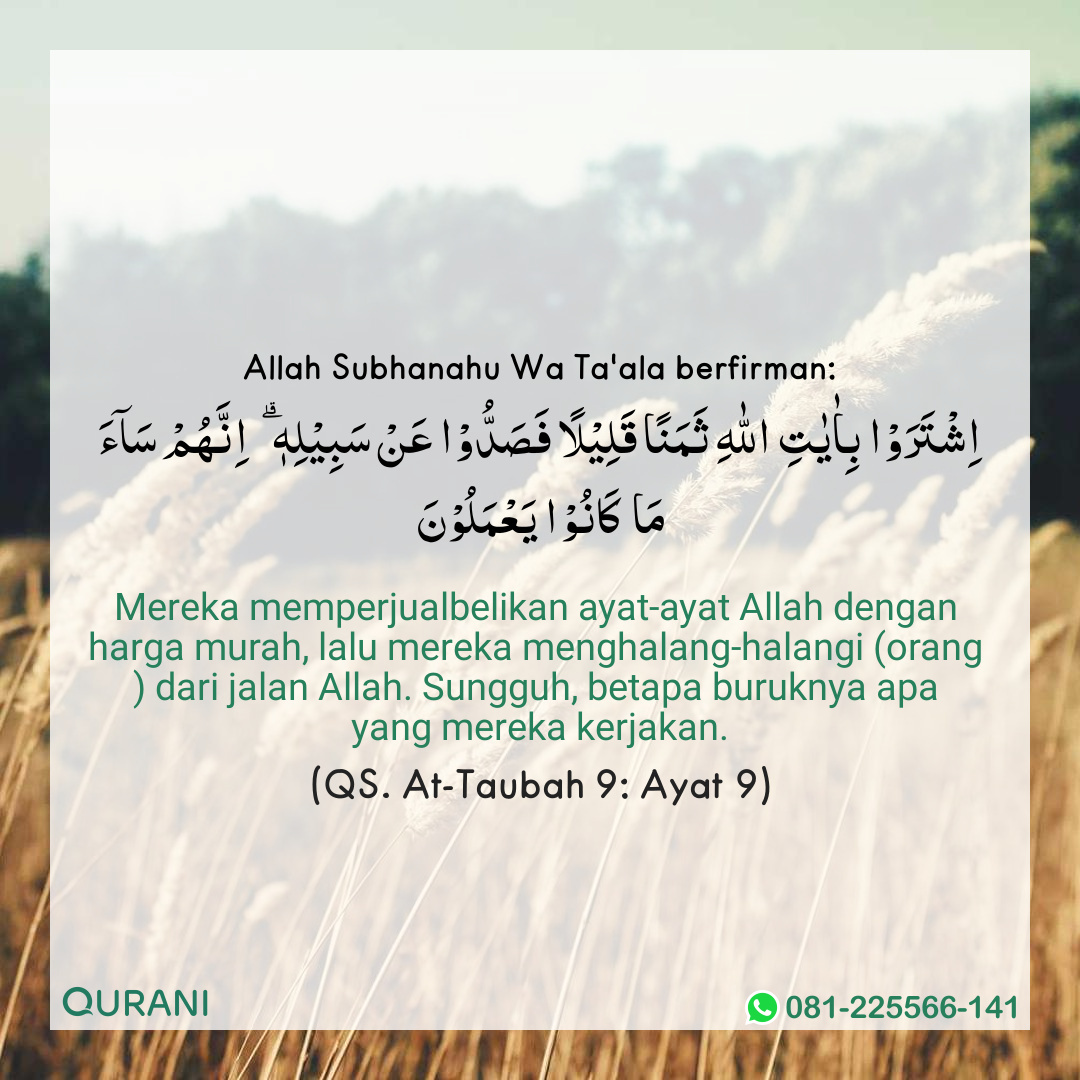 Allah Subhanahu Wa Ta'ala berfirman:
اِشْتَرَوْا بِاٰيٰتِ اللّٰهِ ثَمَنًا قَلِيْلًا فَصَدُّوْا عَنْ سَبِيْلِهٖۗ اِنَّهُمْ سَاۤءَ
مَا كَانُوْا يَعْمَلُوْنَ
Mereka memperjualbelikan ayat-ayat Allah dengan
harga murah, lalu mereka menghalang-halangi (orang
) dari jalan Allah. Sungguh, betapa buruknya apa
yang mereka kerjakan.
(QS. At-Taubah 9: Ayat 9)
QURANI
081-225566-141